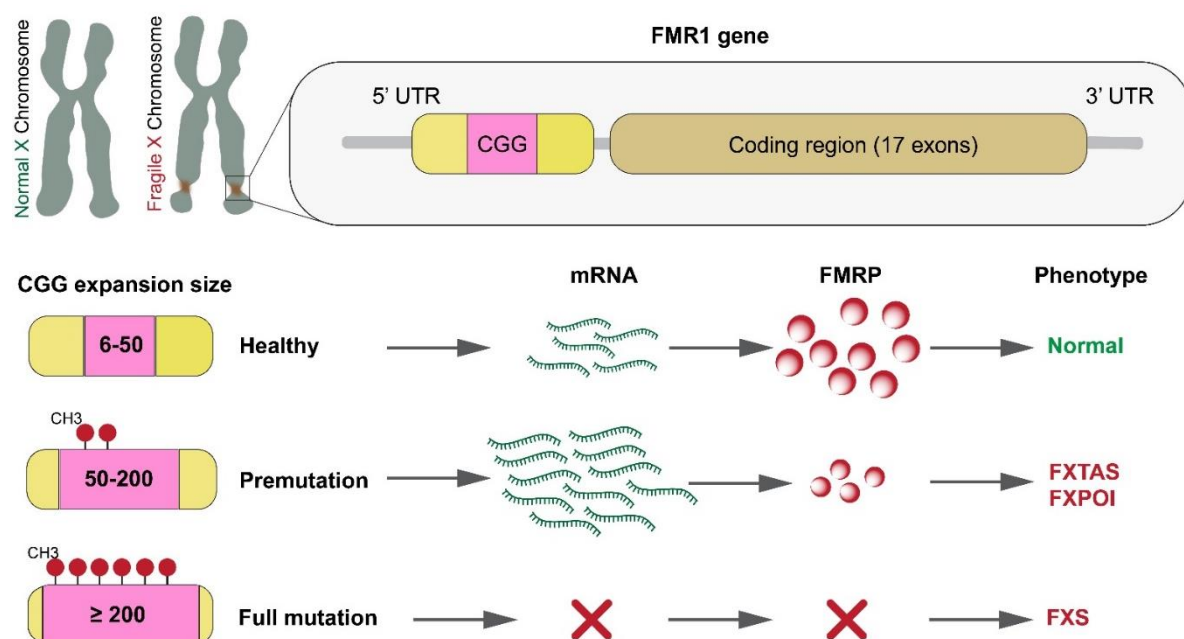 Normal X Chromosome
Fragile X Chromosome
FMR1 gene
5’ UTR
3’ UTR
CGG
Coding region (17 exons)
CGG expansion size
mRNA
FMRP
Phenotype
6-50
Healthy
Normal
CH3
50-200
Premutation
FXTAS
FXPOI
CH3
≥ 200
Full mutation
FXS